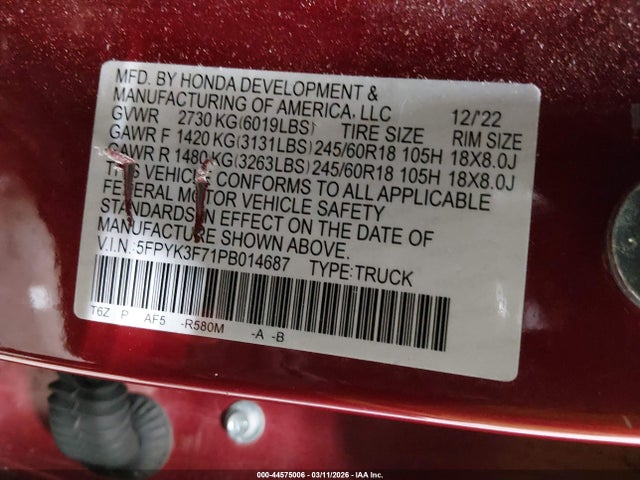 MFD. BY HONDA DEVELOPMENT &
MANUFACTURING OF AMERICA, LLC 12/'22
GVWR 2730 KG(6019LBS) TIRE SIZE RIM SIZE
GAWR F 1420 KG(3131LBS) 245/60R18 105H 18X8.0J
GAWR R 1480 KG(3263LBS) 245/60R18 105H 18X8.0J
THIS VEHICLE CONFORMS TO ALL APPLICABLE
FEDERAL MOTOR VEHICLE SAFETY
STANDARDS IN EFFECT ON THE DATE OF
MANUFACTURE SHOWN ABOVE.
V.I.N.:5FPYK3F71PB014687 TYPE:TRUCK
T6Z P AF5 -R580M -A -B
000-44575006 - 03/11/2026 - IAA Inc.